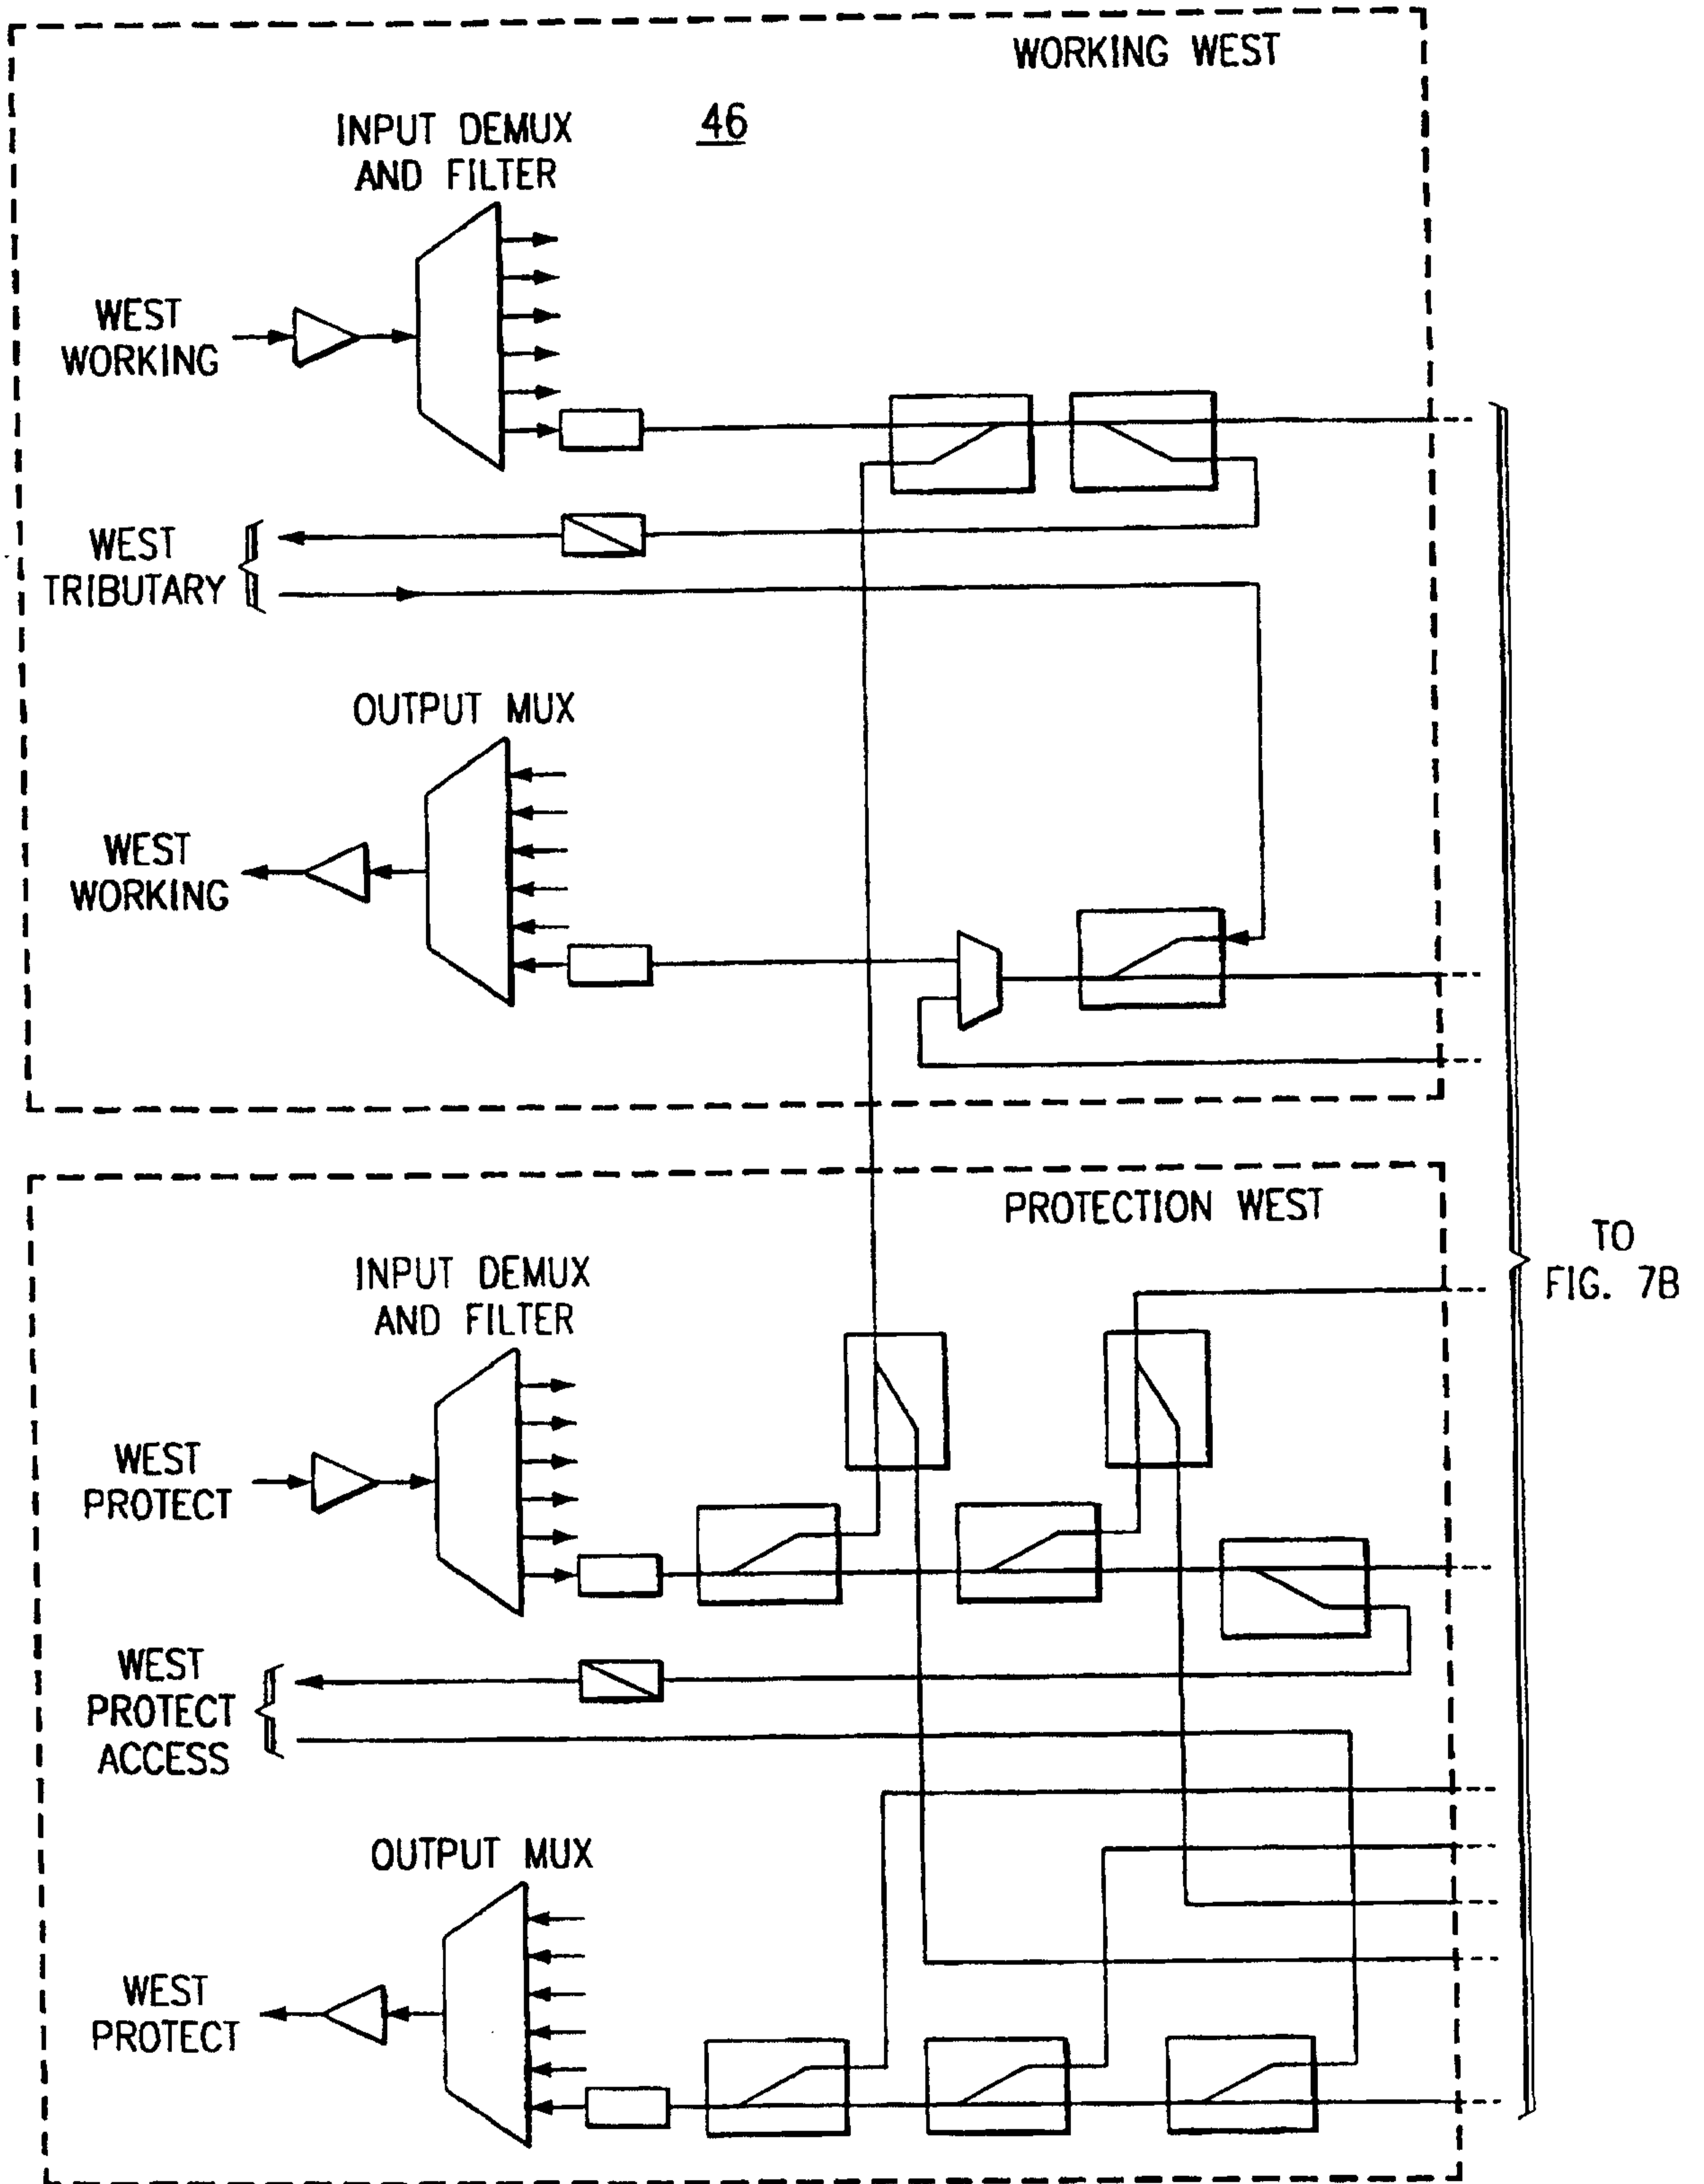 WORKING WEST
46
INPUT DEMUX
AND FILTER
WEST
WORKING
WEST
TRIBUTARY
OUTPUT MUX
WEST
WORKING
PROTECTION WEST
TO
FIG. 7B
INPUT DEMUX
AND FILTER
WEST
PROTECT
WEST
PROTECT
ACCESS
OUTPUT MUX
WEST
PROTECT